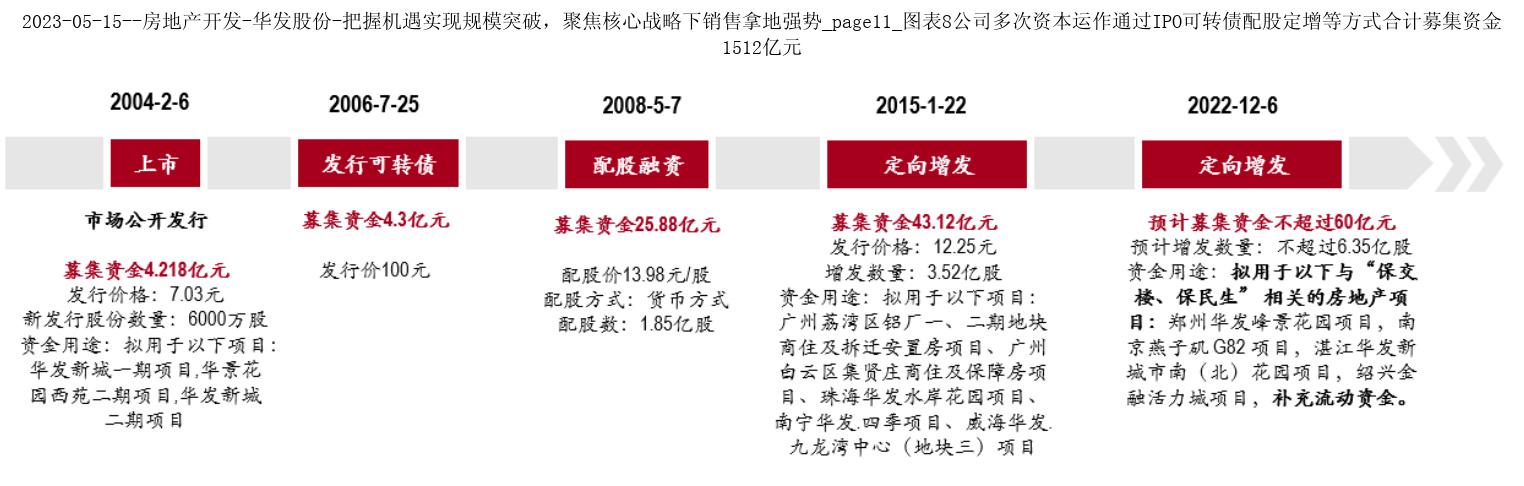 2023-05-15--房地产开发-华发股份-把握机遇实现规模突破，聚焦核心战略下销售拿地强势_page11_图表8公司多次资本运作通过IPO可转债配股定增等方式合计募集资金
1512亿元
2004-2-6
上市
市场公开发行
募集资金4.218亿元
发行价格：7.03元
新发行股份数量：6000万股
资金用途：拟用于以下项目：
华发新城一期项目,华景花
园西苑二期项目,华发新城
二期项目
2006-7-25
发行可转债
募集资金4.3亿元
发行价100元
2008-5-7
配股融资
募集资金25.88亿元
配股价13.98元/股
配股方式：货币方式
配股数：1.85亿股
2015-1-22
定向增发
募集资金43.12亿元
发行价格：12.25元
增发数量：3.52亿股
资金用途：拟用于以下项目：
广州荔湾区铝厂一、二期地块
商住及拆迁安置房项目、广州
白云区集贤庄商住及保障房项
目、珠海华发水岸花园项目、
南宁华发.四季项目、威海华发.
九龙湾中心（地块三）项目
2022-12-6
定向增发
预计募集资金不超过60亿元
预计增发数量：不超过6.35亿股
资金用途：拟用于以下与“保交
楼、保民生”相关的房地产项
目：郑州华发峰景花园项目，南
京燕子矶 G82 项目，湛江华发新
城市南（北）花园项目，绍兴金
融活力城项目，补充流动资金。